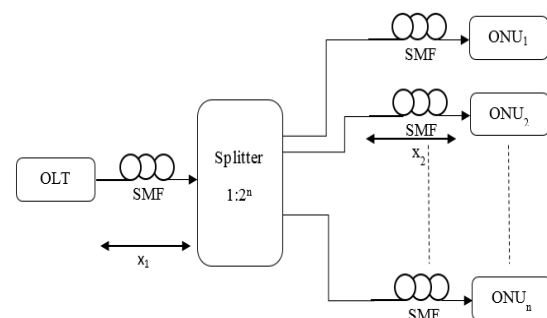 ONU₁
SMF
ONU₂
SMF
x₂
Splitter
1:2ⁿ
OLT
SMF
x₁
ONUₙ
SMF